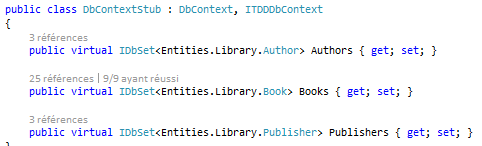 public class DbContextStub : DbContext, ITDDDbContext
{
3 références
public virtual IDbSet<Entities.Library.Author> Authors { get; set; }
25 références | 9/9 ayant réussi
public virtual IDbSet<Entities.Library.Book> Books { get; set; }
3 références
public virtual IDbSet<Entities.Library.Publisher> Publishers { get; set; }
}